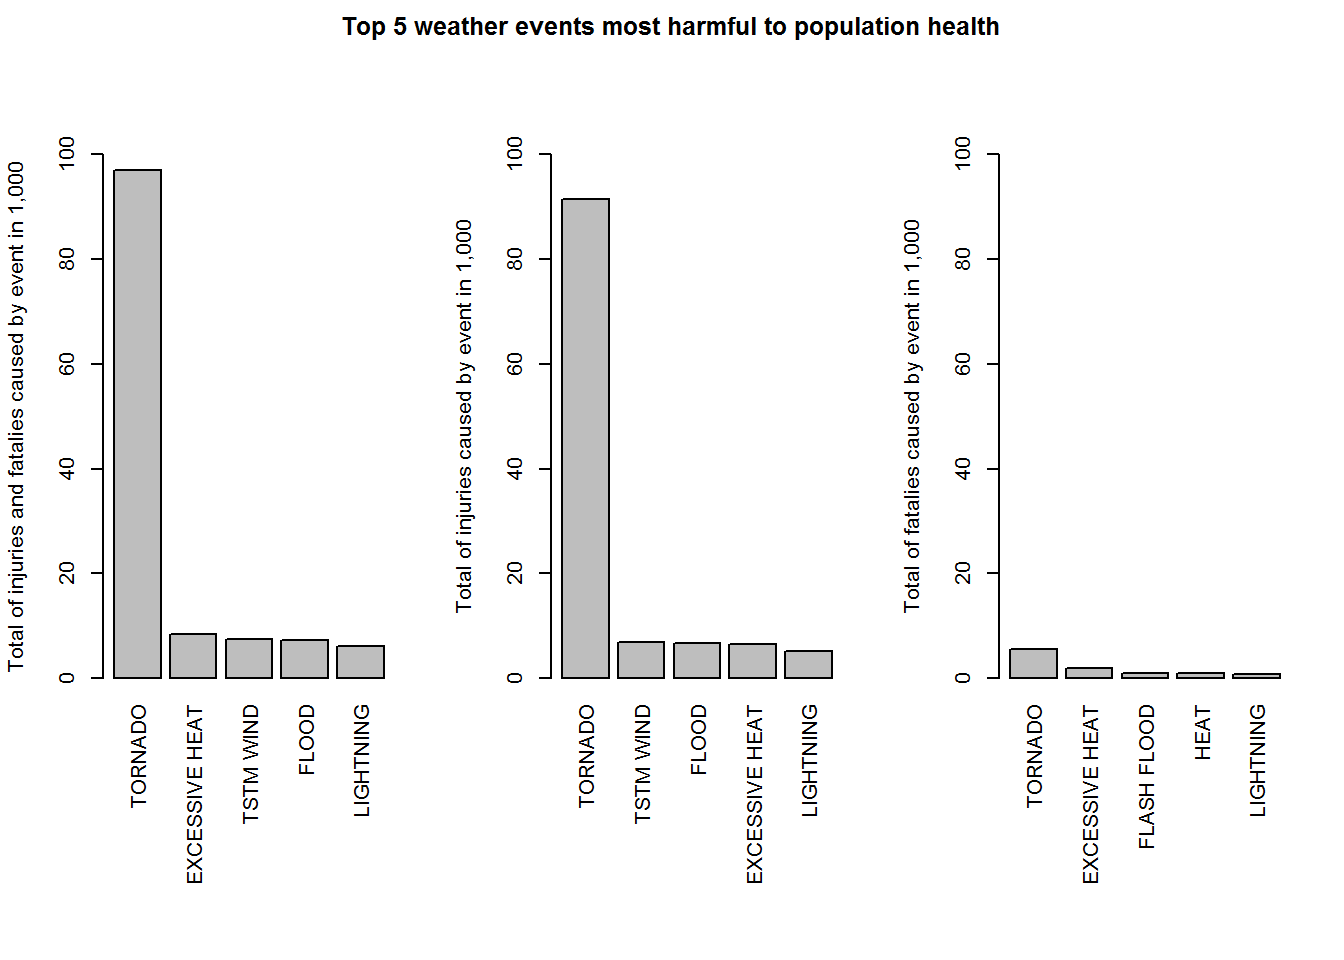 Top 5 weather events most harmful to population health
Total of injuries and fatalies caused by event in 1,000
100
80
60
40
20
0
TORNADO
EXCESSIVE HEAT
TSTM WIND
FLOOD
LIGHTNING
Total of injuries caused by event in 1,000
100
80
60
40
20
0
TORNADO
TSTM WIND
FLOOD
EXCESSIVE HEAT
LIGHTNING
Total of fatalies caused by event in 1,000
100
80
60
40
20
0
TORNADO
EXCESSIVE HEAT
FLASH FLOOD
HEAT
LIGHTNING